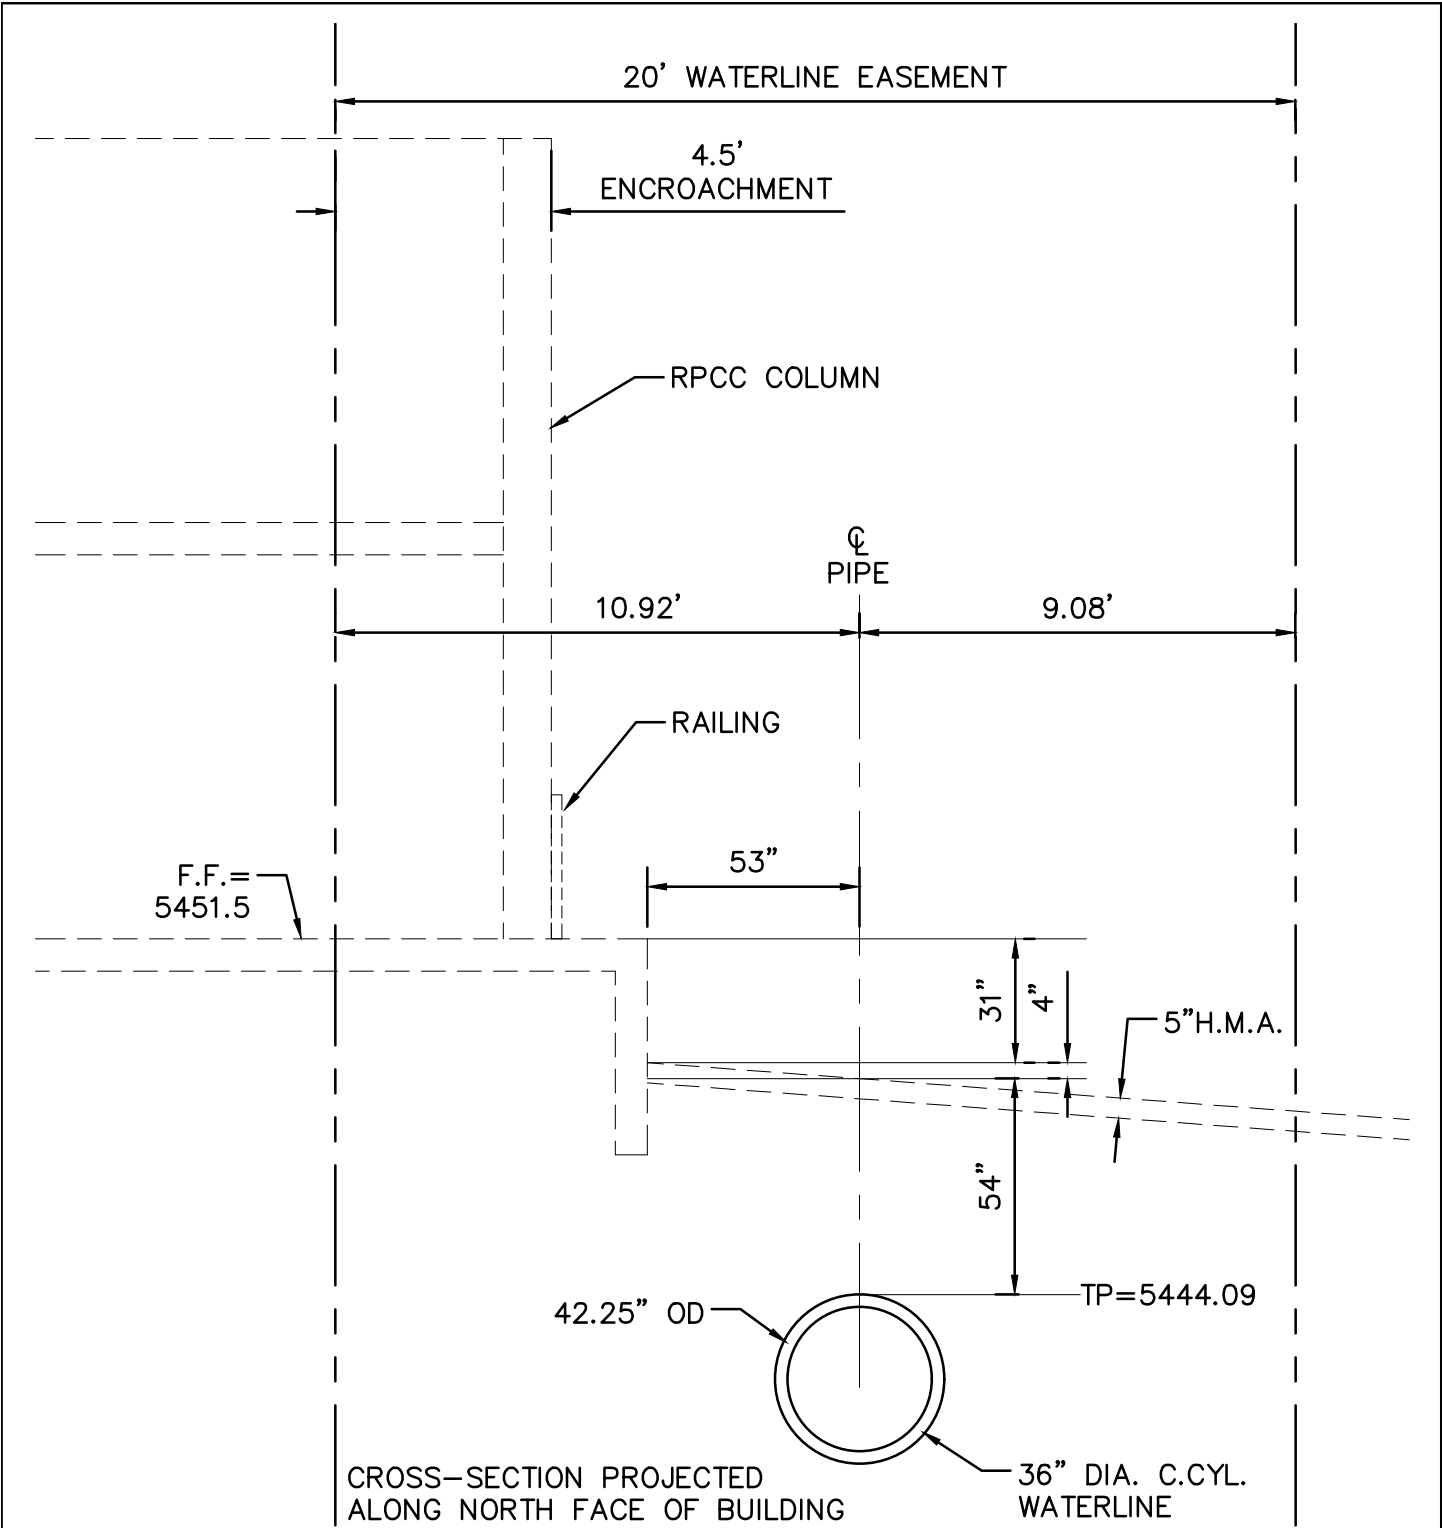 20’ WATERLINE EASEMENT
4.5’
ENCROACHMENT
RPCC COLUMN
℄
PIPE
10.92’
9.08’
RAILING
53”
F.F.=
5451.5
31”
4”
5”H.M.A.
54”
TP=5444.09
42.25” OD
36” DIA. C.CYL.
WATERLINE
CROSS–SECTION PROJECTED
ALONG NORTH FACE OF BUILDING